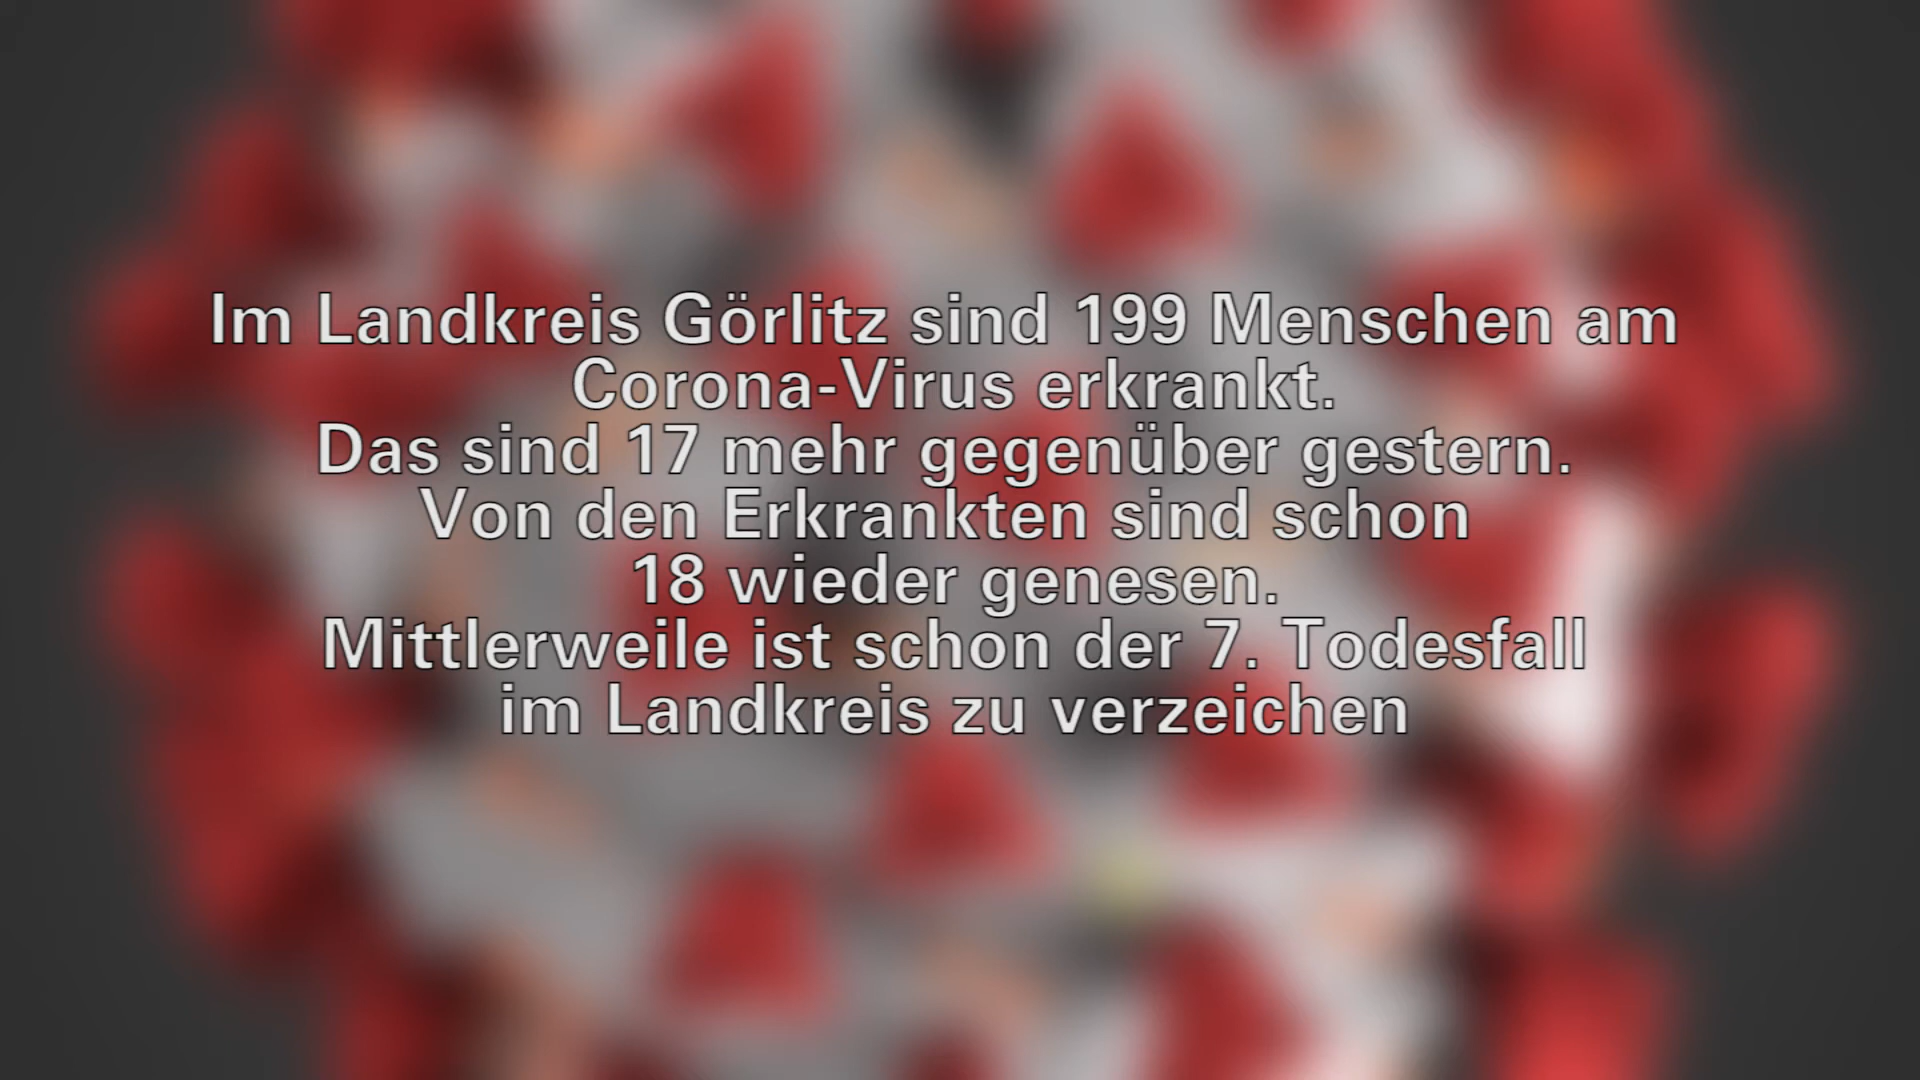 Im Landkreis Görlitz sind 199 Menschen am
Corona-Virus erkrankt.
Das sind 17 mehr gegenüber gestern.
Von den Erkrankten sind schon
18 wieder genesen.
Mittlerweile ist schon der 7. Todesfall
im Landkreis zu verzeichen